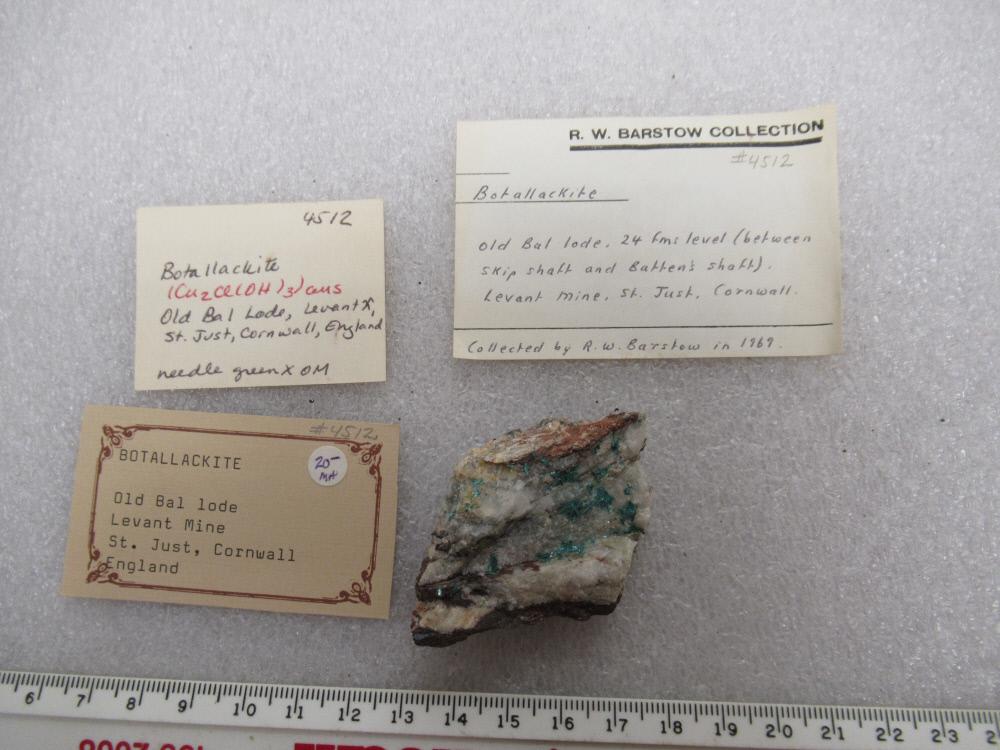 R. W. BARSTOW COLLECTION
#4512
Botallackite
Old Bal lode. 24 fms level (between
skip shaft and Batten's shaft).
Levant mine. St. Just, Cornwall.
Collected by R.W. Barstow in 1969.
4512
Botallackite
(Cu2Cl(OH)3)
Old Bal Lode, Levant
St. Just, Cornwall, England
needle green X on M
#4512
BOTALLACKITE
20-
MH
Old Bal lode
Levant Mine
St. Just, Cornwall
England
6 7 8 9 10 11 12 13 14 15 16 17 18 19 20 21 22 23